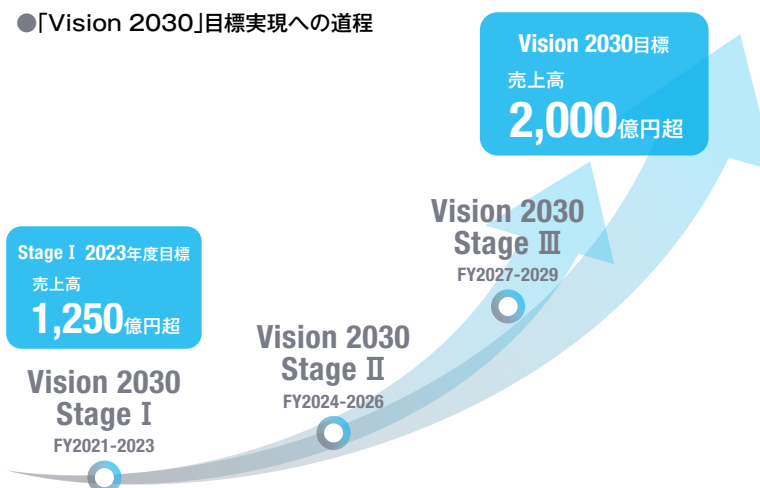 ●「Vision 2030」目標実現への道程
Vision 2030目標
売上高
2,000億円超
Vision 2030
Stage Ⅲ
FY2027-2029
Stage Ⅰ 2023年度目標
売上高
1,250億円超
Vision 2030
Stage Ⅱ
FY2024-2026
Vision 2030
Stage Ⅰ
FY2021-2023